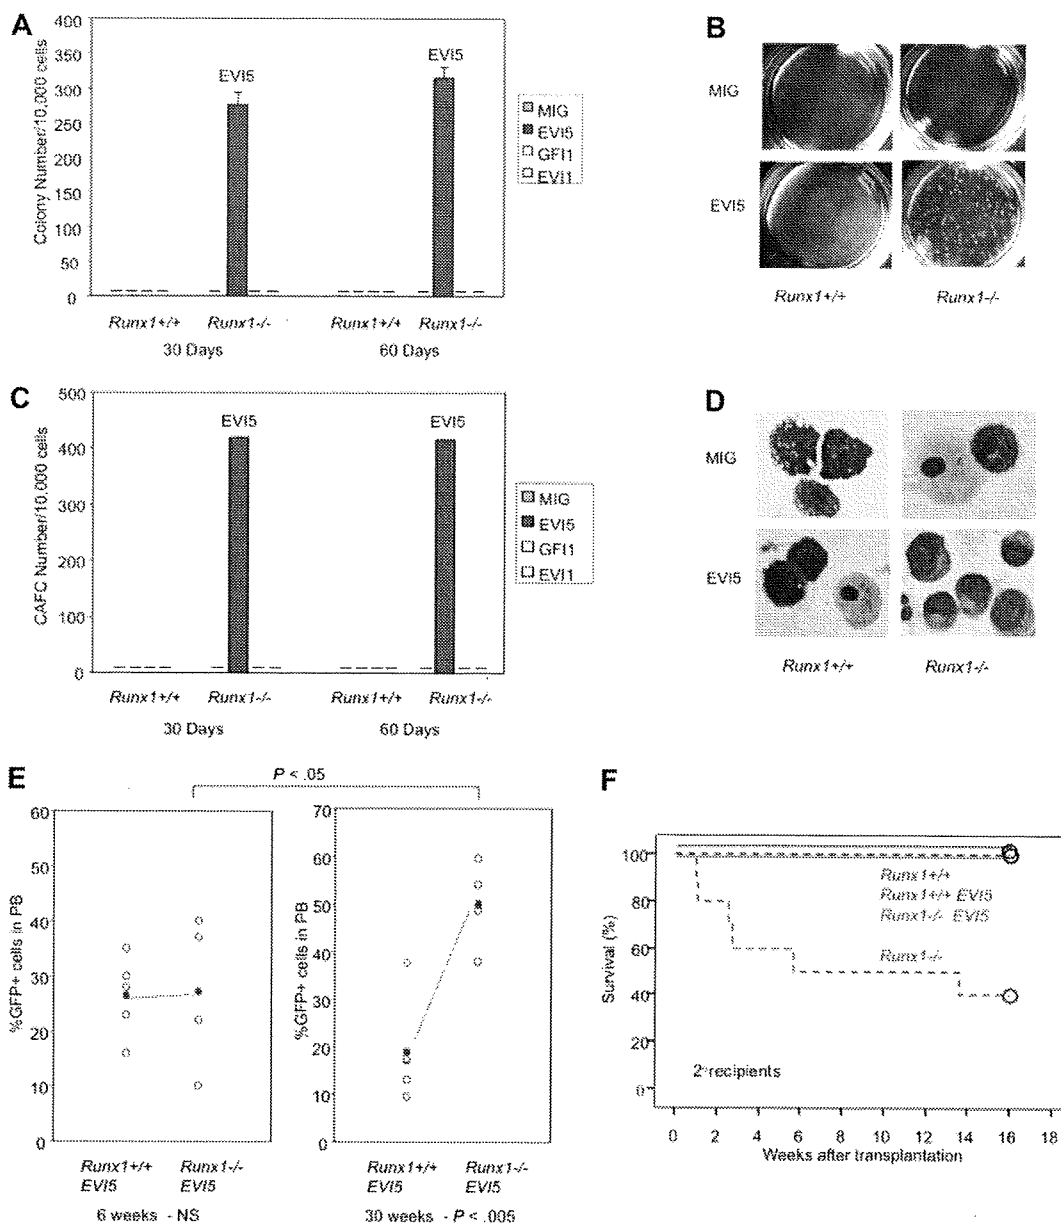 A
400
350
300
250
200
150
100
50
0
Colony Number/10,000 cells
EVI5
EVI5
MIG
EVI5
GFI1
EVI1
Runx1+/+ Runx1-/- Runx1+/+ Runx1-/-
30 Days 60 Days
B
MIG
EVI5
Runx1+/+ Runx1-/-
C
500
400
300
200
100
0
CAFC Number/10,000 cells
EVI5
EVI5
MIG
EVI5
GFI1
EVI1
Runx1+/+ Runx1-/- Runx1+/+ Runx1-/-
30 Days 60 Days
D
MIG
EVI5
Runx1+/+ Runx1-/-
E
P < .05
60
50
40
30
20
10
0
%GFP+ cells in PB
Runx1+/+ Runx1-/-
EVI5 EVI5
6 weeks - NS
70
60
50
40
30
20
10
0
%GFP+ cells in PB
Runx1+/+ Runx1-/-
EVI5 EVI5
30 weeks - P < .005
F
100
80
60
40
20
0
Survival (%)
Runx1+/+
Runx1+/+ EVI5
Runx1-/- EVI5
Runx1-/-
2° recipients
0 2 4 6 8 10 12 14 16 18
Weeks after transplantation